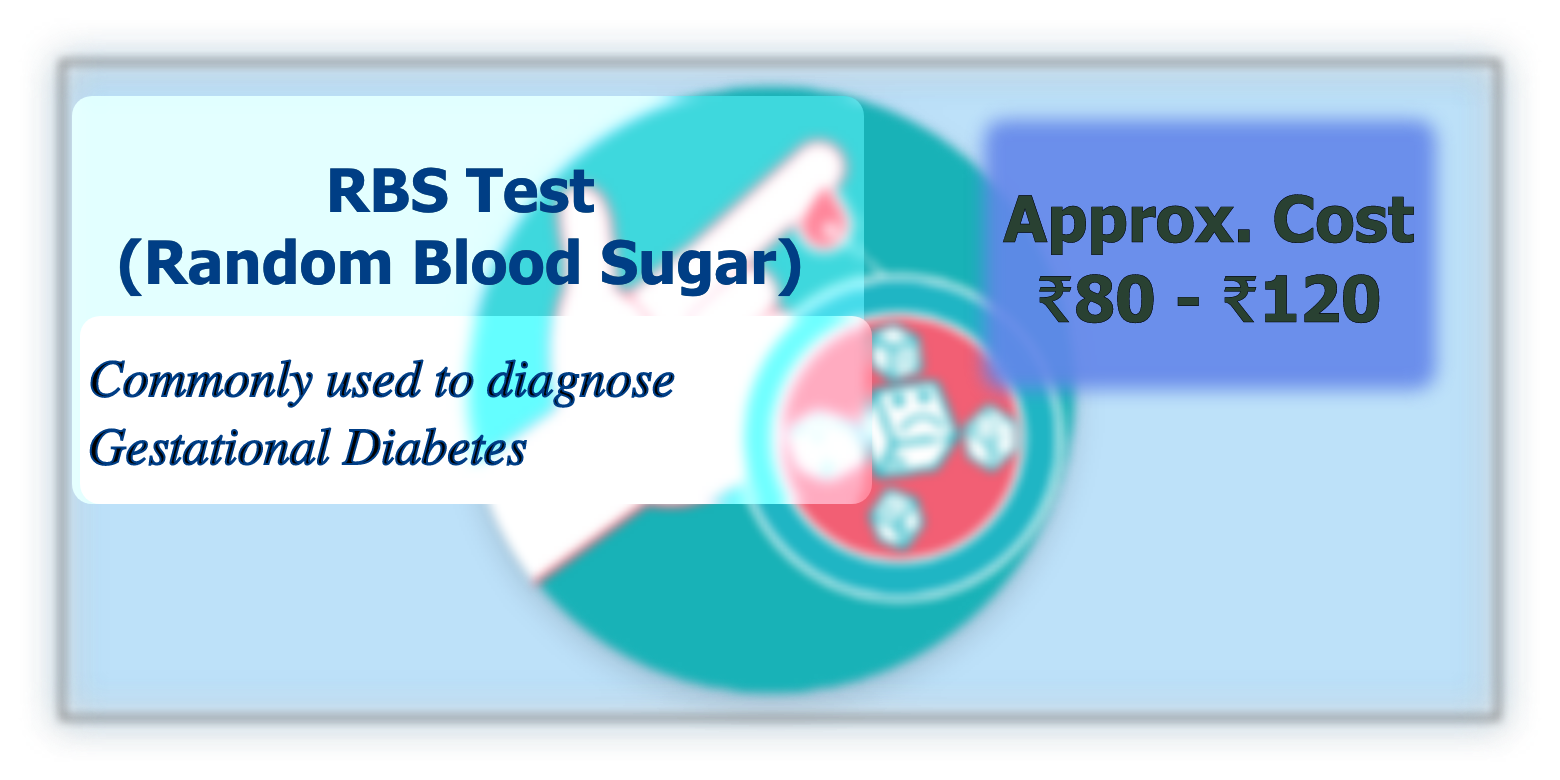 RBS Test
(Random Blood Sugar)
Commonly used to diagnose
Gestational Diabetes
Approx. Cost
₹80 - ₹120